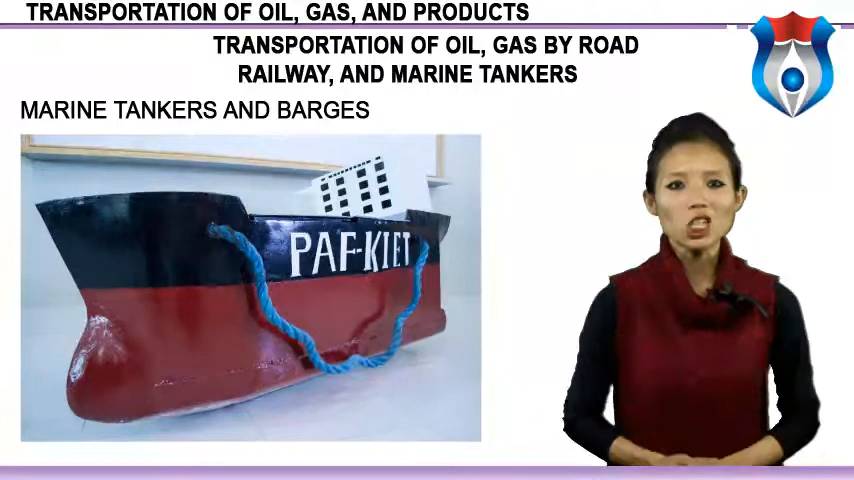 TRANSPORTATION OF OIL, GAS, AND PRODUCTS
TRANSPORTATION OF OIL, GAS BY ROAD
RAILWAY, AND MARINE TANKERS
MARINE TANKERS AND BARGES
PAF-KIET